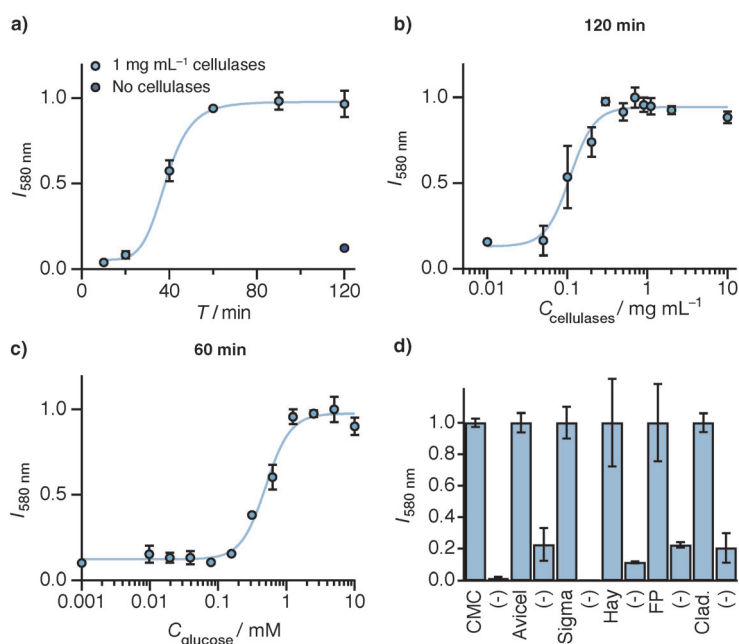 a)
1 mg mL⁻¹ cellulases
No cellulases
1.0
0.5
0.0
I580 nm
0 40 80 120
T / min
b)
120 min
1.0
0.5
0.0
I580 nm
0.01 0.1 1 10
Ccellulases / mg mL⁻¹
c)
60 min
1.0
0.5
0.0
I580 nm
0.001 0.01 0.1 1 10
Cglucose / mM
d)
1.0
0.8
0.6
0.4
0.2
0.0
I580 nm
CMC (-) Avicel (-) Sigma (-) Hay (-) FP (-) Clad. (-)